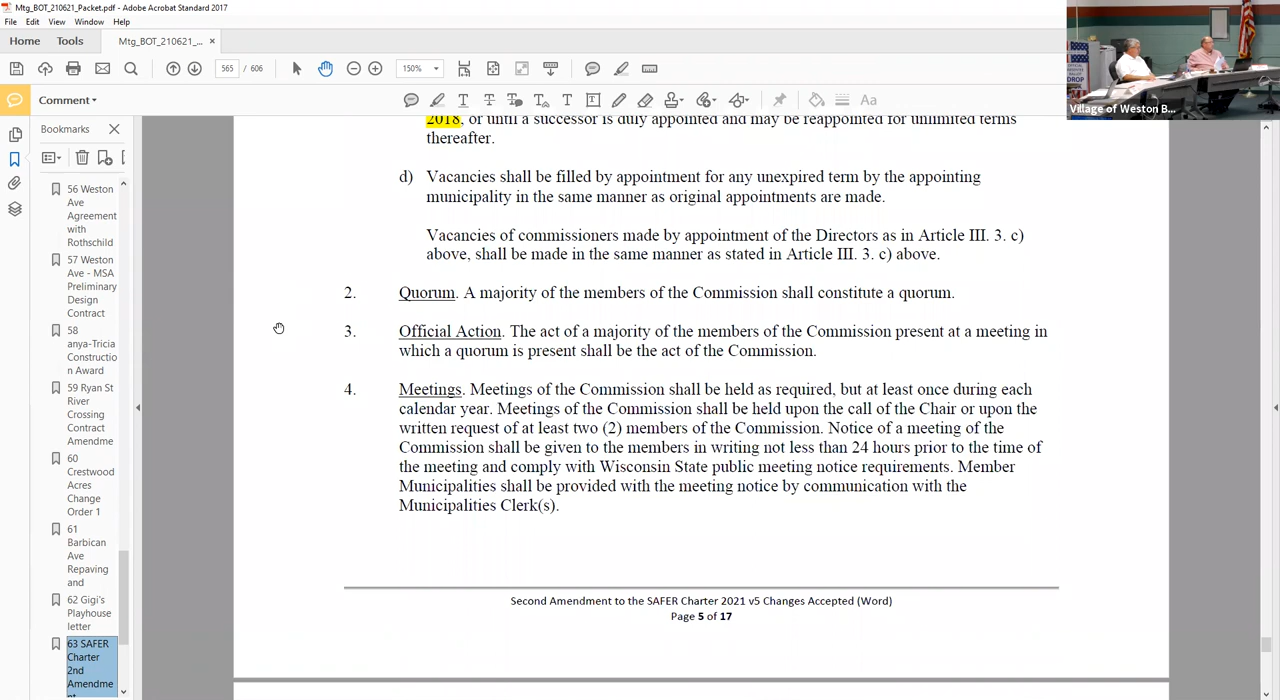 Mtg_BOT_210621_Packet.pdf - Adobe Acrobat Standard 2017
File Edit View Window Help
Home Tools Mtg_BOT_210621_... ×
565 / 606 150%
Comment
Aa
Bookmarks
56 Weston
Ave
Agreement
with
Rothschild
57 Weston
Ave - MSA
Preliminary
Design
Contract
58
anya-Tricia
Constructio
n Award
59 Ryan St
River
Crossing
Contract
Amendme
60
Crestwood
Acres
Change
Order 1
61
Barbican
Ave
Repaving
and
62 Gigi's
Playhouse
letter
63 SAFER
Charter
2nd
Amendme
2018, or until a successor is duly appointed and may be reappointed for unlimited terms
thereafter.
d) Vacancies shall be filled by appointment for any unexpired term by the appointing
municipality in the same manner as original appointments are made.
Vacancies of commissioners made by appointment of the Directors as in Article III. 3. c)
above, shall be made in the same manner as stated in Article III. 3. c) above.
2. Quorum. A majority of the members of the Commission shall constitute a quorum.
3. Official Action. The act of a majority of the members of the Commission present at a meeting in
which a quorum is present shall be the act of the Commission.
4. Meetings. Meetings of the Commission shall be held as required, but at least once during each
calendar year. Meetings of the Commission shall be held upon the call of the Chair or upon the
written request of at least two (2) members of the Commission. Notice of a meeting of the
Commission shall be given to the members in writing not less than 24 hours prior to the time of
the meeting and comply with Wisconsin State public meeting notice requirements. Member
Municipalities shall be provided with the meeting notice by communication with the
Municipalities Clerk(s).
Second Amendment to the SAFER Charter 2021 v5 Changes Accepted (Word)
Page 5 of 17
DROP
Village of Weston B...